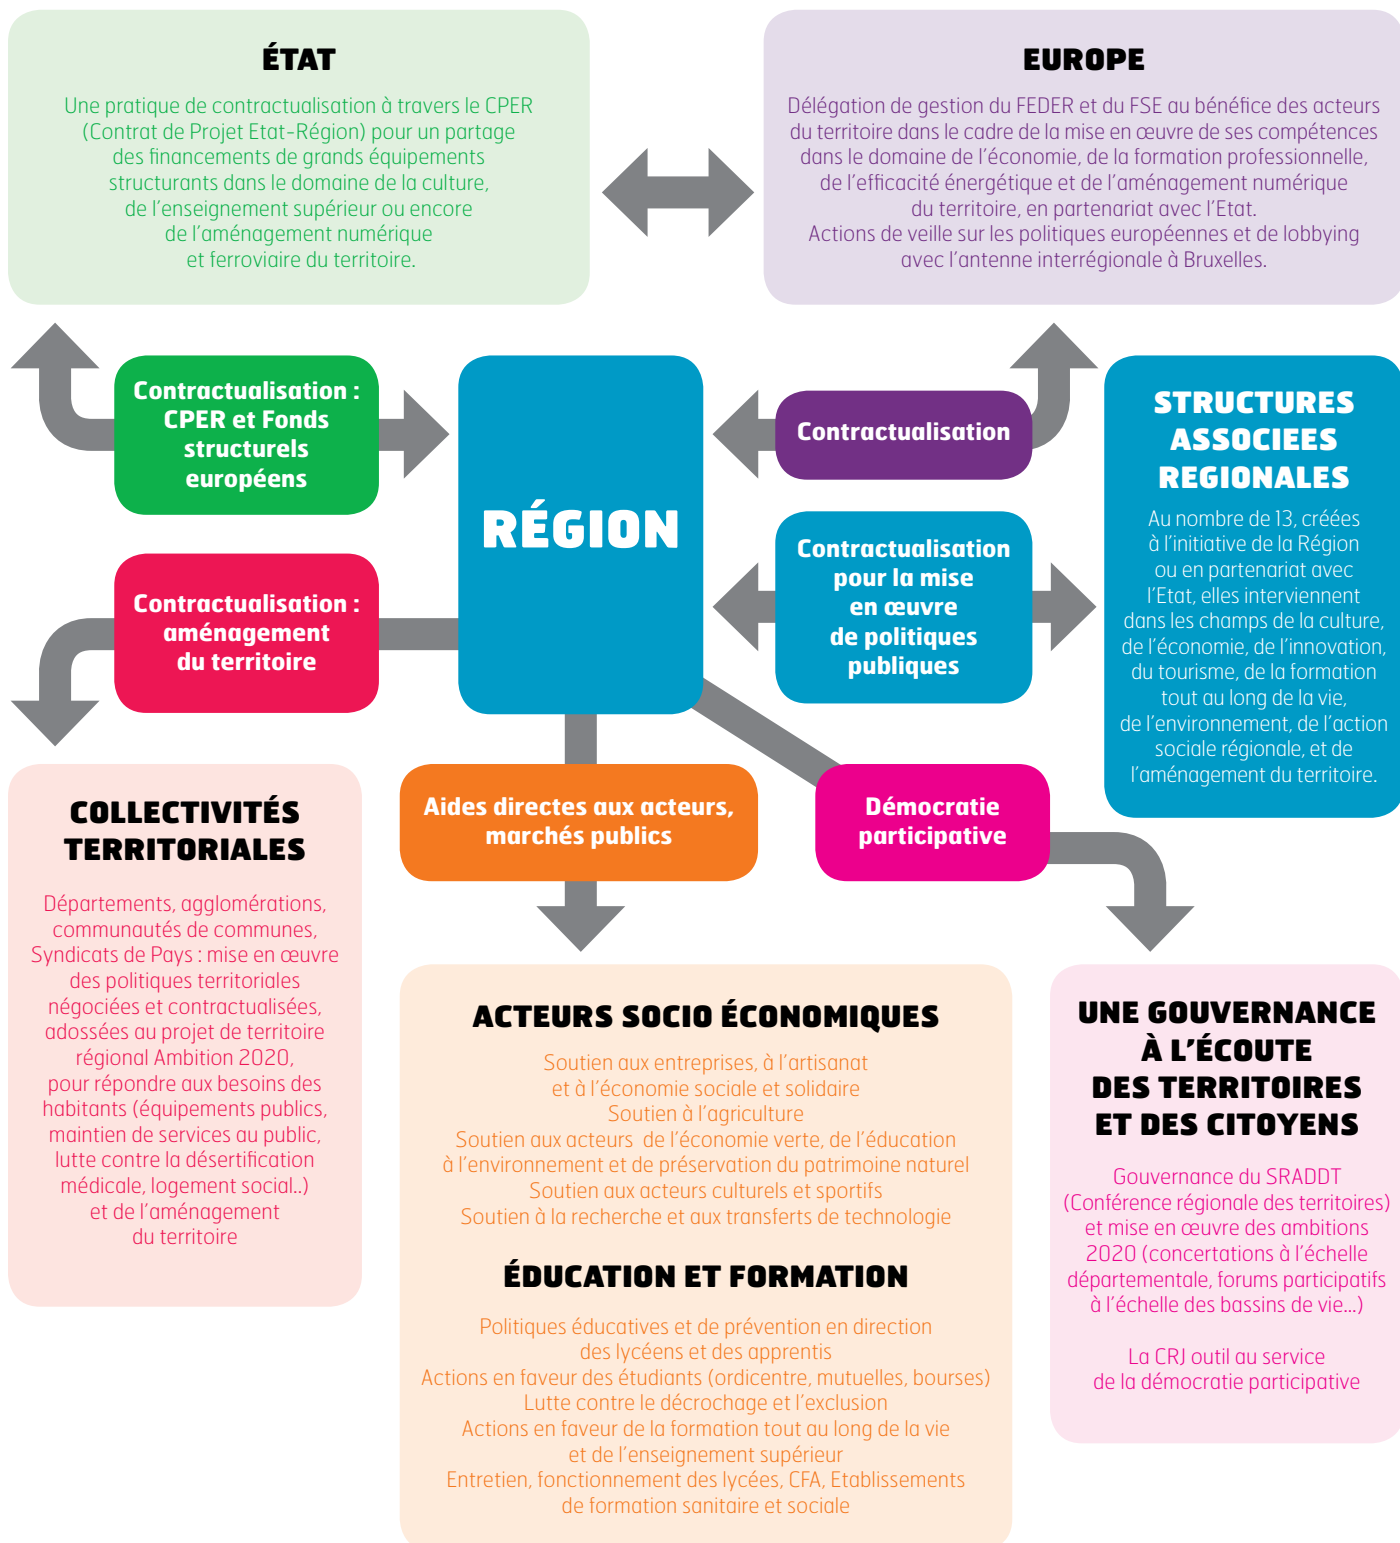 ÉTAT
Une pratique de contractualisation à travers le CPER
(Contrat de Projet Etat-Région) pour un partage
des financements de grands équipements
structurants dans le domaine de la culture,
de l'enseignement supérieur ou encore
de l'aménagement numérique
et ferroviaire du territoire.
EUROPE
Délégation de gestion du FEDER et du FSE au bénéfice des acteurs
du territoire dans le cadre de la mise en œuvre de ses compétences
dans le domaine de l'économie, de la formation professionnelle,
de l'efficacité énergétique et de l'aménagement numérique
du territoire, en partenariat avec l'Etat.
Actions de veille sur les politiques européennes et de lobbying
avec l'antenne interrégionale à Bruxelles.
Contractualisation :
CPER et Fonds
structurels
européens
RÉGION
Contractualisation
STRUCTURES
ASSOCIEES
REGIONALES
Au nombre de 13, créées
à l'initiative de la Région
ou en partenariat avec
l'Etat, elles interviennent
dans les champs de la culture,
de l'économie, de l'innovation,
du tourisme, de la formation
tout au long de la vie,
de l'environnement, de l'action
sociale régionale, et de
l'aménagement du territoire.
Contractualisation
pour la mise
en œuvre
de politiques
publiques
Contractualisation :
aménagement
du territoire
COLLECTIVITÉS
TERRITORIALES
Départements, agglomérations,
communautés de communes,
Syndicats de Pays : mise en œuvre
des politiques territoriales
négociées et contractualisées,
adossées au projet de territoire
régional Ambition 2020,
pour répondre aux besoins des
habitants (équipements publics,
maintien de services au public,
lutte contre la désertification
médicale, logement social..)
et de l'aménagement
du territoire
Aides directes aux acteurs,
marchés publics
Démocratie
participative
ACTEURS SOCIO ÉCONOMIQUES
Soutien aux entreprises, à l'artisanat
et à l'économie sociale et solidaire
Soutien à l'agriculture
Soutien aux acteurs de l'économie verte, de l'éducation
à l'environnement et de préservation du patrimoine naturel
Soutien aux acteurs culturels et sportifs
Soutien à la recherche et aux transferts de technologie
ÉDUCATION ET FORMATION
Politiques éducatives et de prévention en direction
des lycéens et des apprentis
Actions en faveur des étudiants (ordicentre, mutuelles, bourses)
Lutte contre le décrochage et l'exclusion
Actions en faveur de la formation tout au long de la vie
et de l'enseignement supérieur
Entretien, fonctionnement des lycées, CFA, Etablissements
de formation sanitaire et sociale
UNE GOUVERNANCE
À L'ÉCOUTE
DES TERRITOIRES
ET DES CITOYENS
Gouvernance du SRADDT
(Conférence régionale des territoires)
et mise en œuvre des ambitions
2020 (concertations à l'échelle
départementale, forums participatifs
à l'échelle des bassins de vie...)
La CRJ outil au service
de la démocratie participative